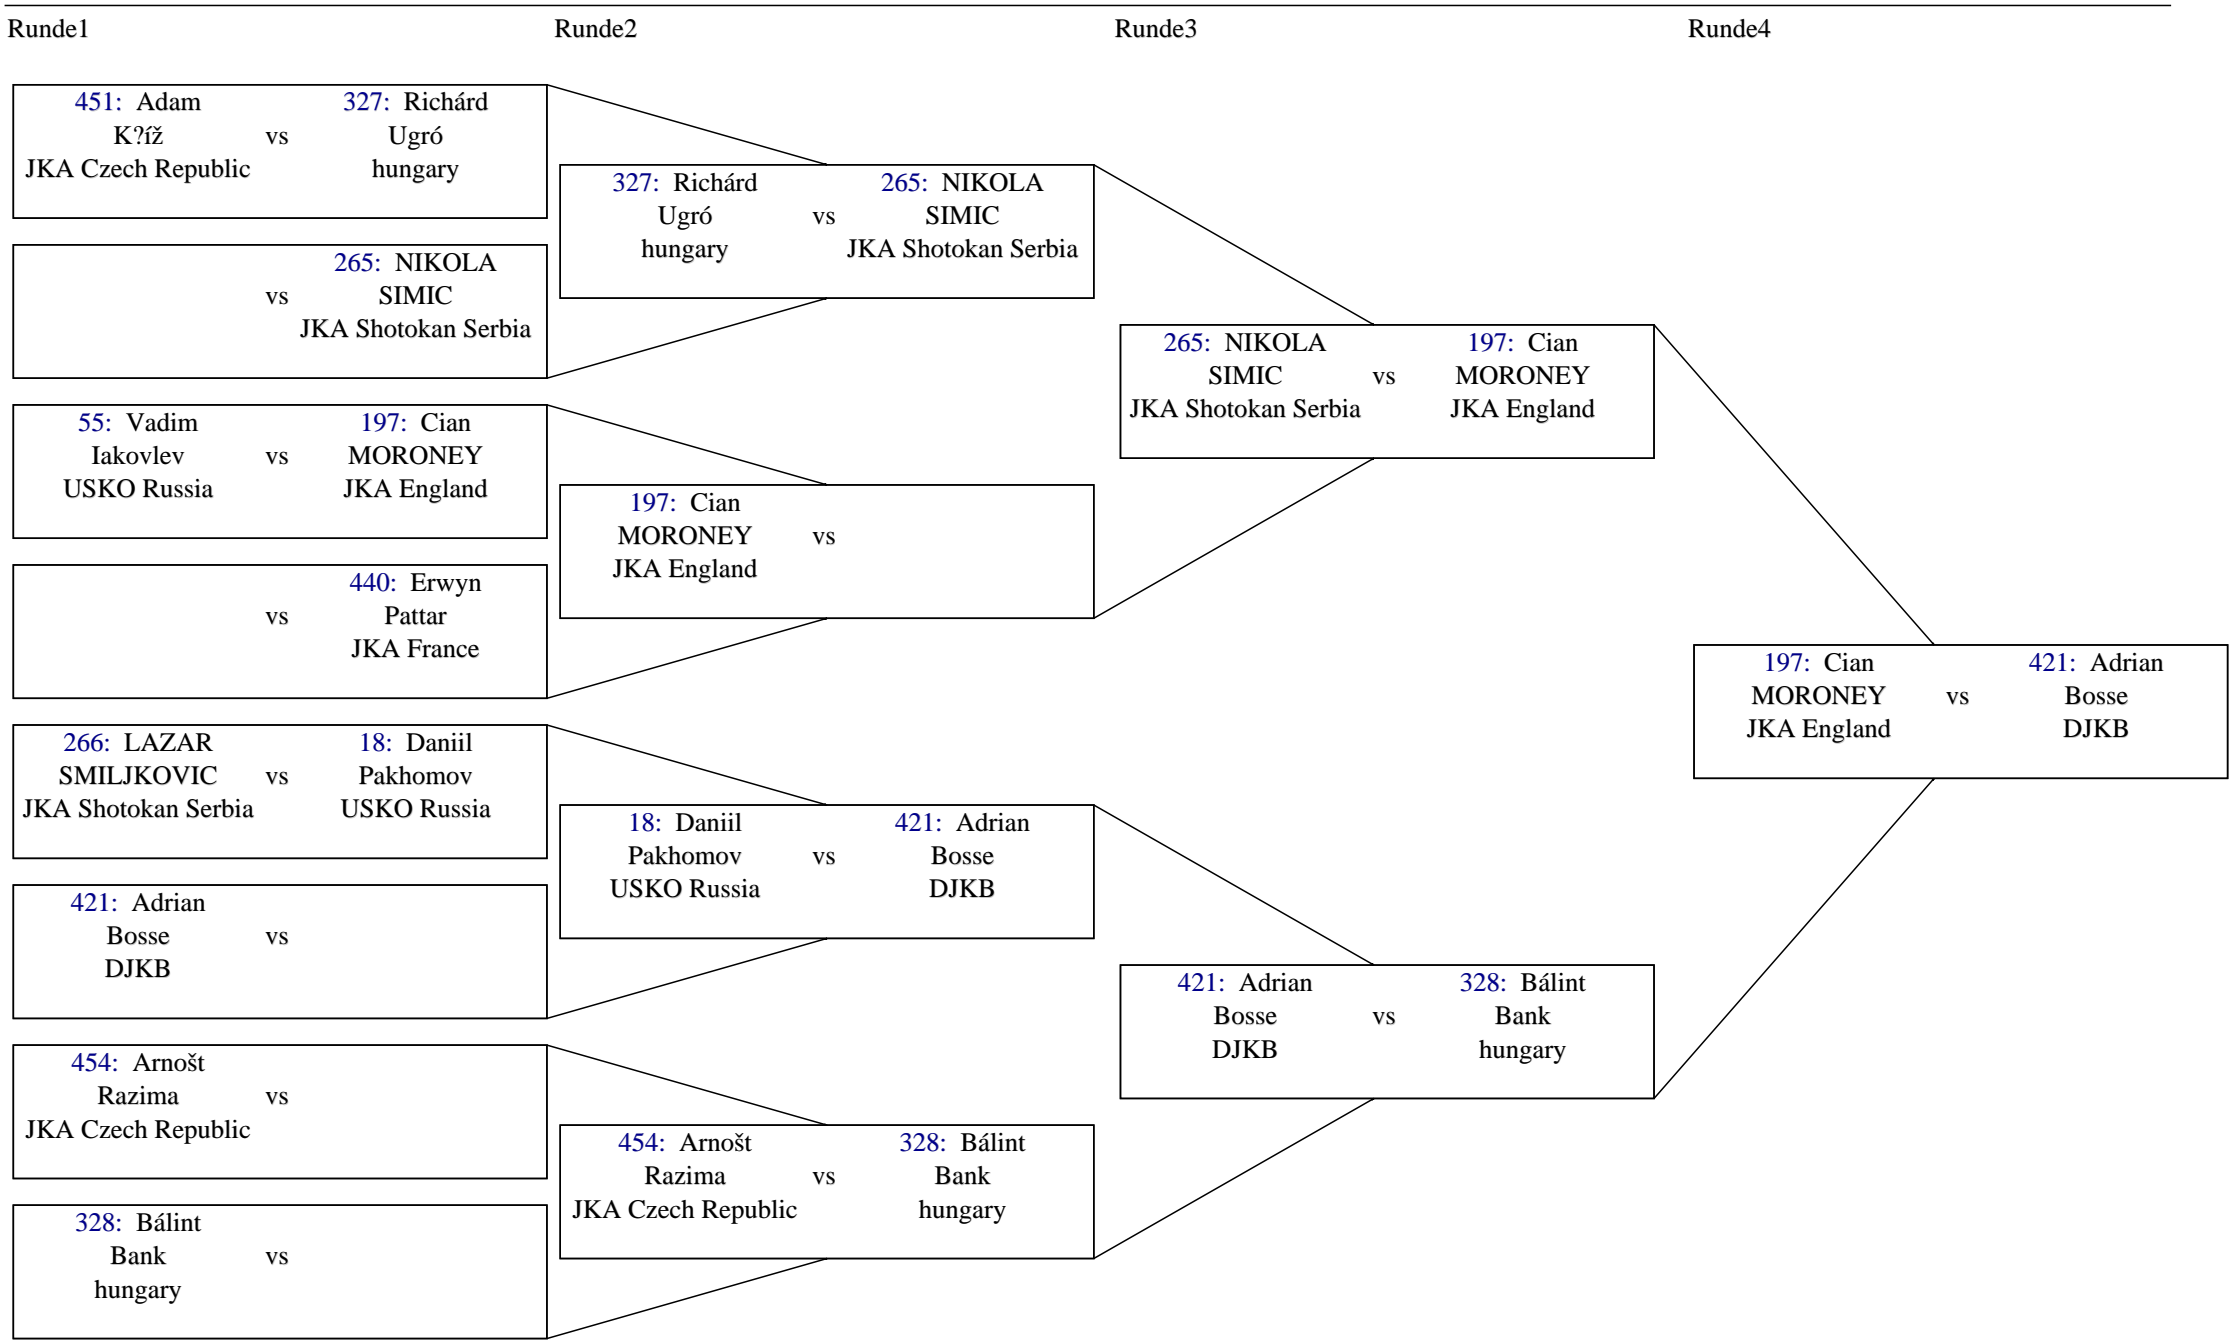 Runde1
Runde2
Runde3
Runde4
451: Adam
K?íž
JKA Czech Republic
vs
327: Richárd
Ugró
hungary
vs
265: NIKOLA
SIMIC
JKA Shotokan Serbia
55: Vadim
Iakovlev
USKO Russia
vs
197: Cian
MORONEY
JKA England
vs
440: Erwyn
Pattar
JKA France
266: LAZAR
SMILJKOVIC
JKA Shotokan Serbia
vs
18: Daniil
Pakhomov
USKO Russia
421: Adrian
Bosse
DJKB
vs
454: Arnošt
Razima
JKA Czech Republic
vs
328: Bálint
Bank
hungary
vs
327: Richárd
Ugró
hungary
vs
265: NIKOLA
SIMIC
JKA Shotokan Serbia
197: Cian
MORONEY
JKA England
vs
18: Daniil
Pakhomov
USKO Russia
vs
421: Adrian
Bosse
DJKB
454: Arnošt
Razima
JKA Czech Republic
vs
328: Bálint
Bank
hungary
265: NIKOLA
SIMIC
JKA Shotokan Serbia
vs
197: Cian
MORONEY
JKA England
421: Adrian
Bosse
DJKB
vs
328: Bálint
Bank
hungary
197: Cian
MORONEY
JKA England
vs
421: Adrian
Bosse
DJKB